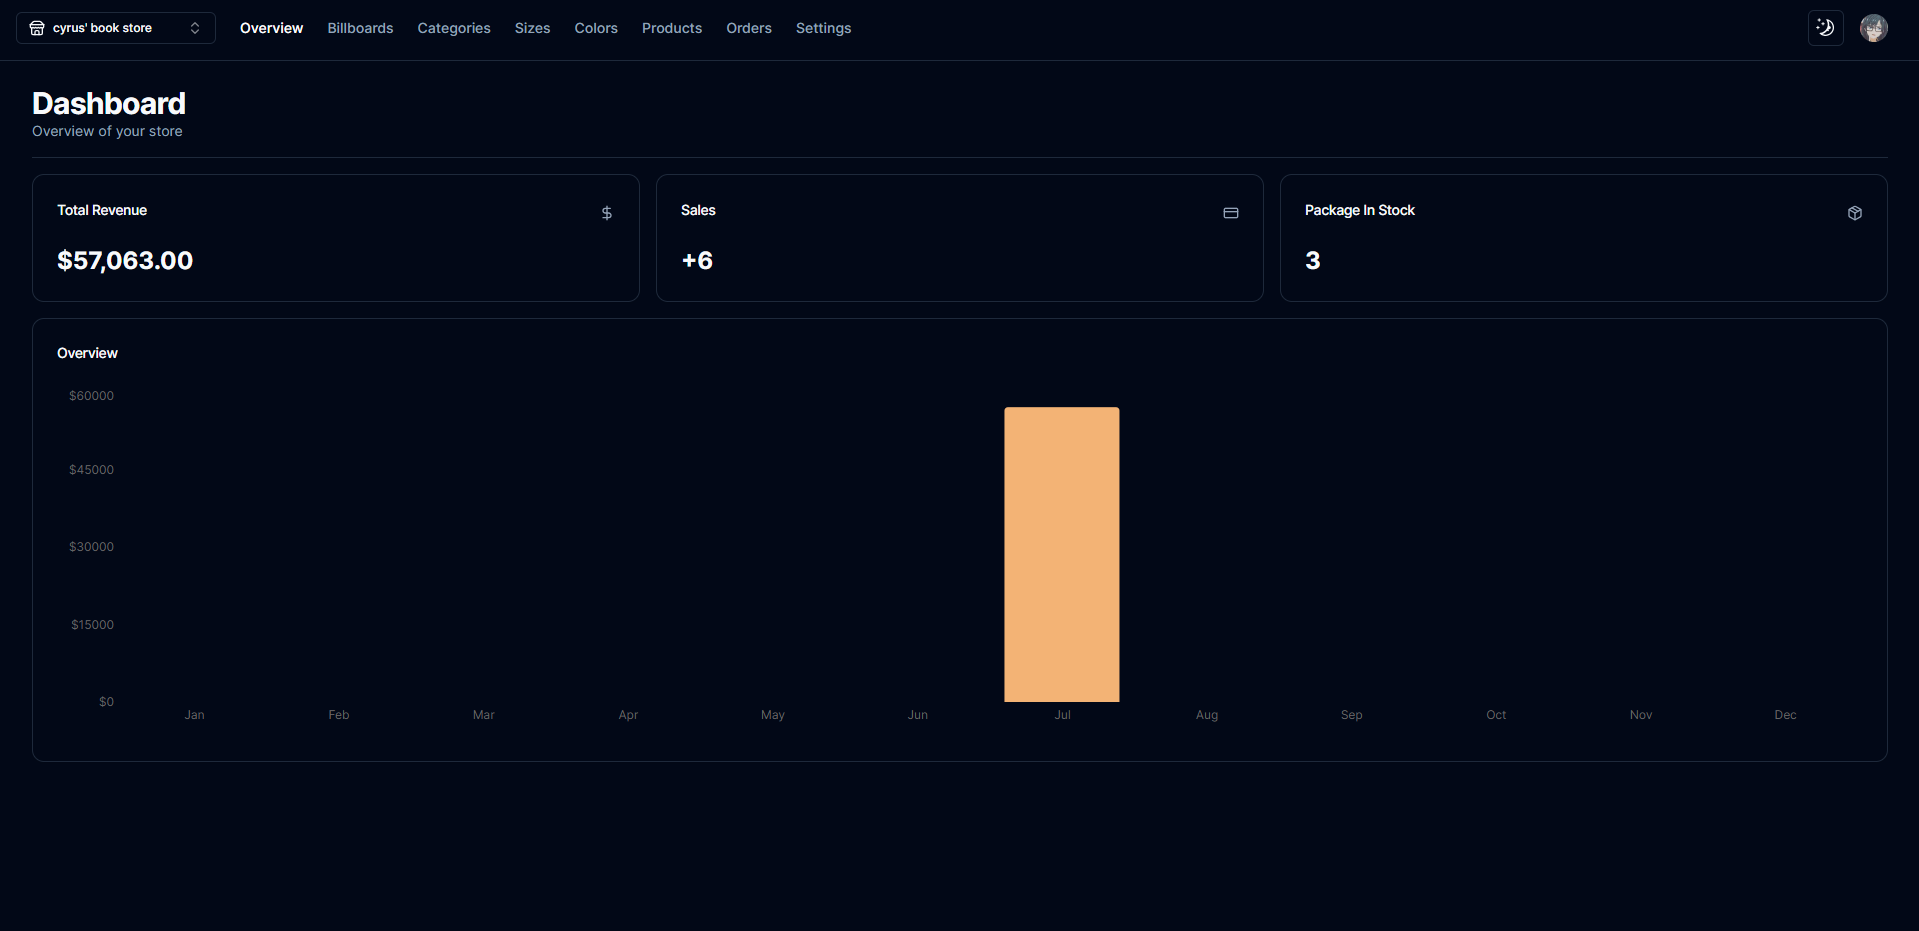 cyrus' book store Overview Billboards Categories Sizes Colors Products Orders Settings
Dashboard
Overview of your store
Total Revenue
$57,063.00
Sales
+6
Package In Stock
3
Overview
$60000
$45000
$30000
$15000
$0
Jan Feb Mar Apr May Jun Jul Aug Sep Oct Nov Dec